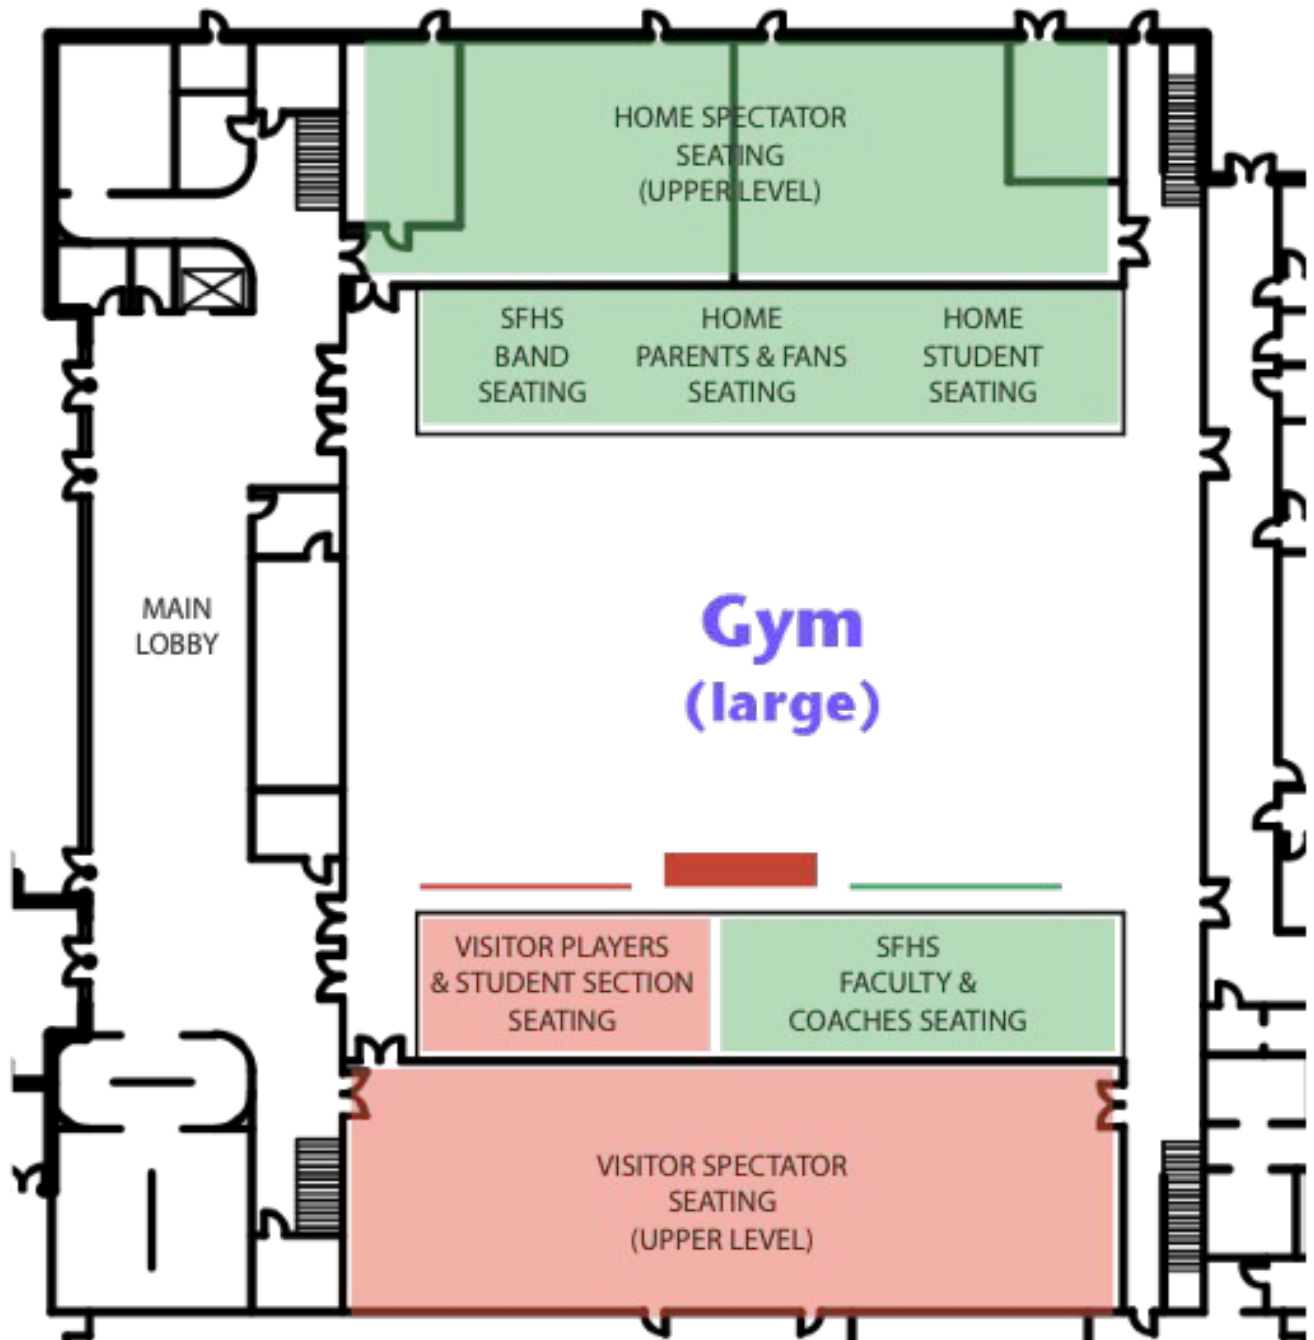 HOME SPECTATOR
SEATING
(UPPER LEVEL)
SFHS
BAND
SEATING
HOME
PARENTS & FANS
SEATING
HOME
STUDENT
SEATING
MAIN
LOBBY
Gym
(large)
VISITOR PLAYERS
& STUDENT SECTION
SEATING
SFHS
FACULTY &
COACHES SEATING
VISITOR SPECTATOR
SEATING
(UPPER LEVEL)